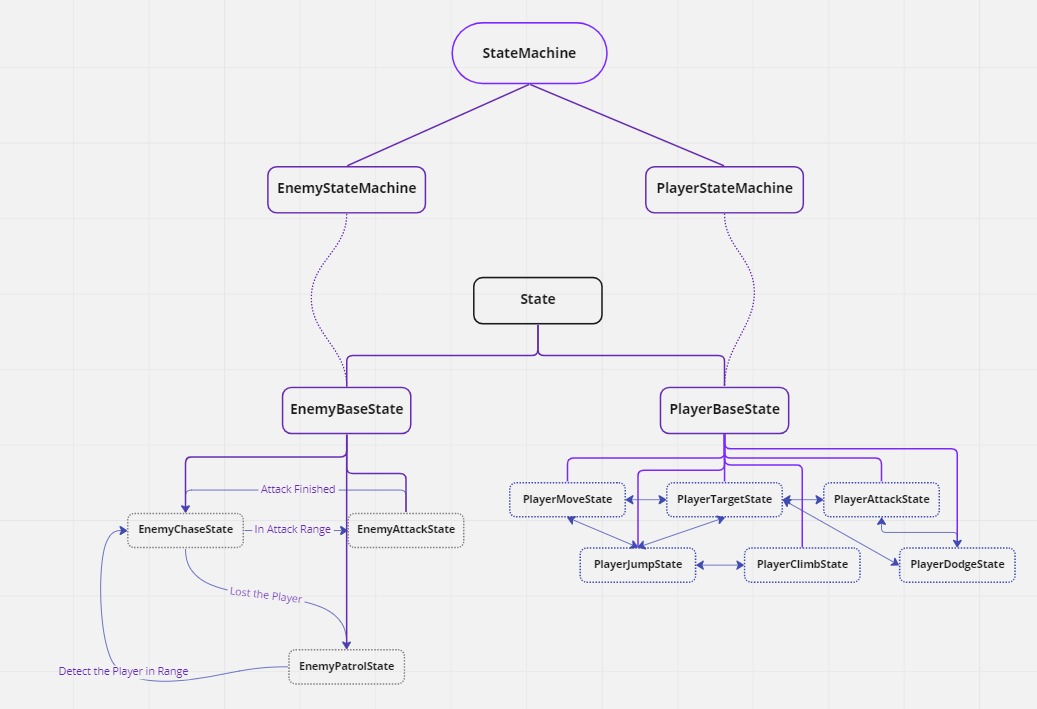 StateMachine
EnemyStateMachine
PlayerStateMachine
State
EnemyBaseState
PlayerBaseState
Attack Finished
PlayerMoveState
PlayerTargetState
PlayerAttackState
EnemyChaseState
In Attack Range
EnemyAttackState
PlayerJumpState
PlayerClimbState
PlayerDodgeState
Lost the Player
EnemyPatrolState
Detect the Player in Range